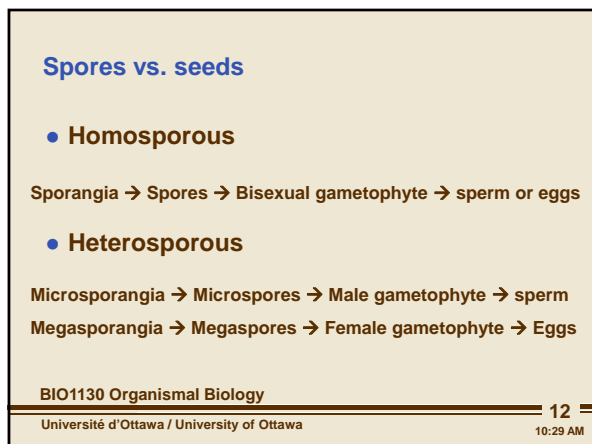 Spores vs. seeds
● Homosporous
Sporangia → Spores → Bisexual gametophyte → sperm or eggs
● Heterosporous
Microsporangia → Microspores → Male gametophyte → sperm
Megasporangia → Megaspores → Female gametophyte → Eggs
BIO1130 Organismal Biology
12
Université d'Ottawa / University of Ottawa
10:29 AM